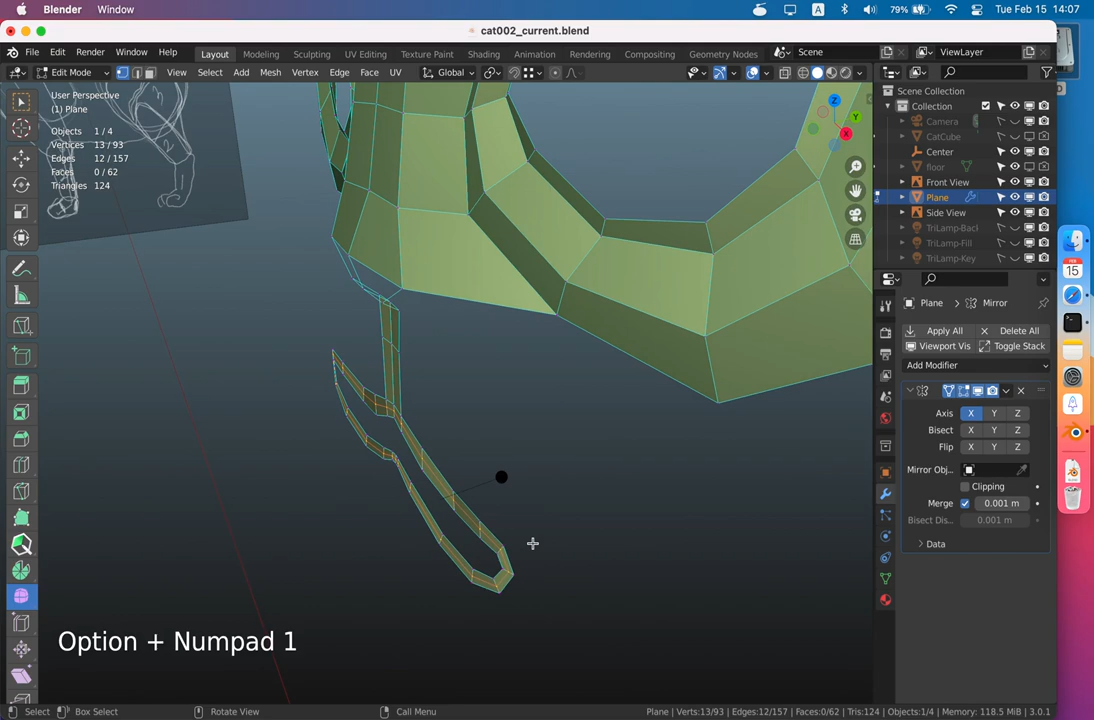 Blender Window 79% Tue Feb 15 14:07
cat002_current.blend
File Edit Render Window Help Layout Modeling Sculpting UV Editing Texture Paint Shading Animation Rendering Compositing Geometry Nodes Scene ViewLayer
Edit Mode View Select Add Mesh Vertex Edge Face UV Global
User Perspective
(1) Plane
Objects 1 / 4
Vertices 13 / 93
Edges 12 / 157
Faces 0 / 62
Triangles 124
Scene Collection
Collection
Camera
CatCube
Center
floor
Front View
Plane
Side View
TriLamp-Back
TriLamp-Fill
TriLamp-Key
Plane > Mirror
Apply All Delete All
Viewport Vis Toggle Stack
Add Modifier
Axis X Y Z
Bisect X Y Z
Flip X Y Z
Mirror Obj..
Clipping
Merge 0.001 m
Bisect Dis... 0.001 m
Data
Option + Numpad 1
Select Box Select Rotate View Call Menu Plane | Verts:13/93 | Edges:12/157 | Faces:0/62 | Tris:124 | Objects:1/4 | Memory: 118.5 MiB | 3.0.1